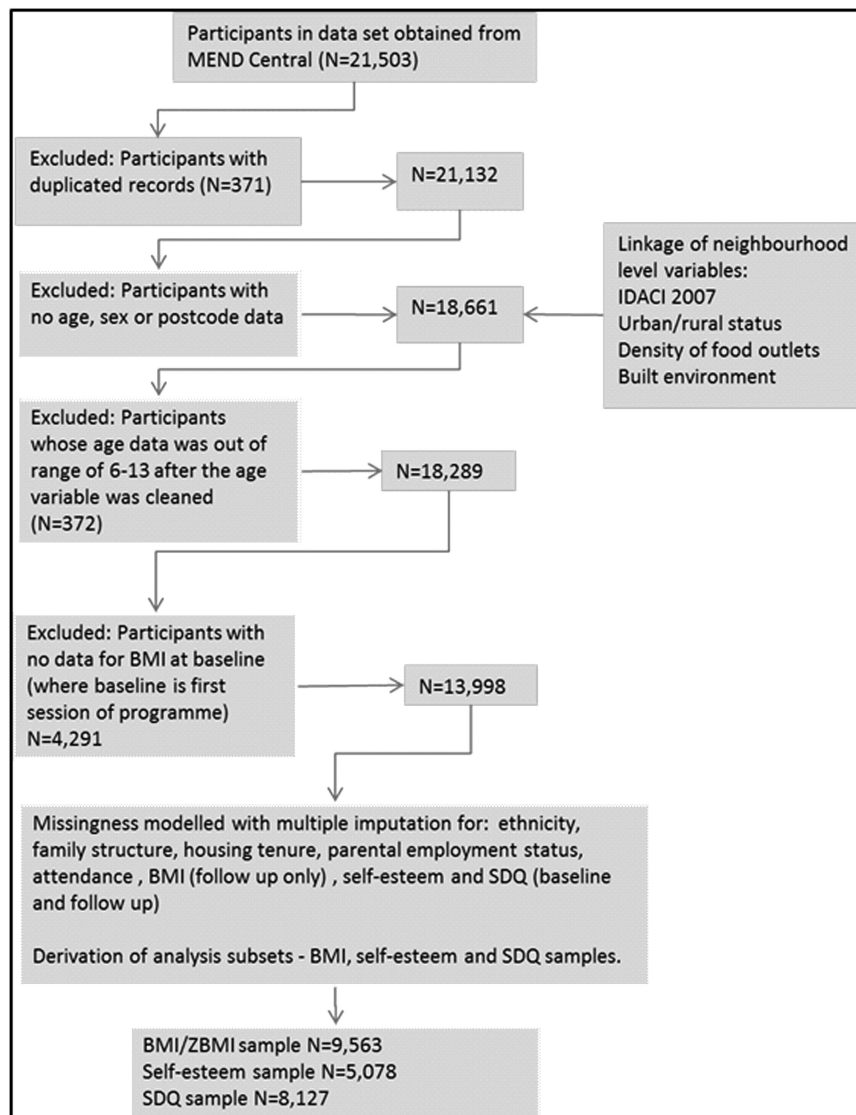 Participants in data set obtained from
MEND Central (N=21,503)
Excluded: Participants with
duplicated records (N=371)
N=21,132
Excluded: Participants with
no age, sex or postcode data
N=18,661
Linkage of neighbourhood
level variables:
IDACI 2007
Urban/rural status
Density of food outlets
Built environment
Excluded: Participants
whose age data was out of
range of 6-13 after the age
variable was cleaned
(N=372)
N=18,289
Excluded: Participants with
no data for BMI at baseline
(where baseline is first
session of programme)
N=4,291
N=13,998
Missingness modelled with multiple imputation for: ethnicity,
family structure, housing tenure, parental employment status,
attendance , BMI (follow up only) , self-esteem and SDQ (baseline
and follow up)
Derivation of analysis subsets - BMI, self-esteem and SDQ samples.
BMI/ZBMI sample N=9,563
Self-esteem sample N=5,078
SDQ sample N=8,127